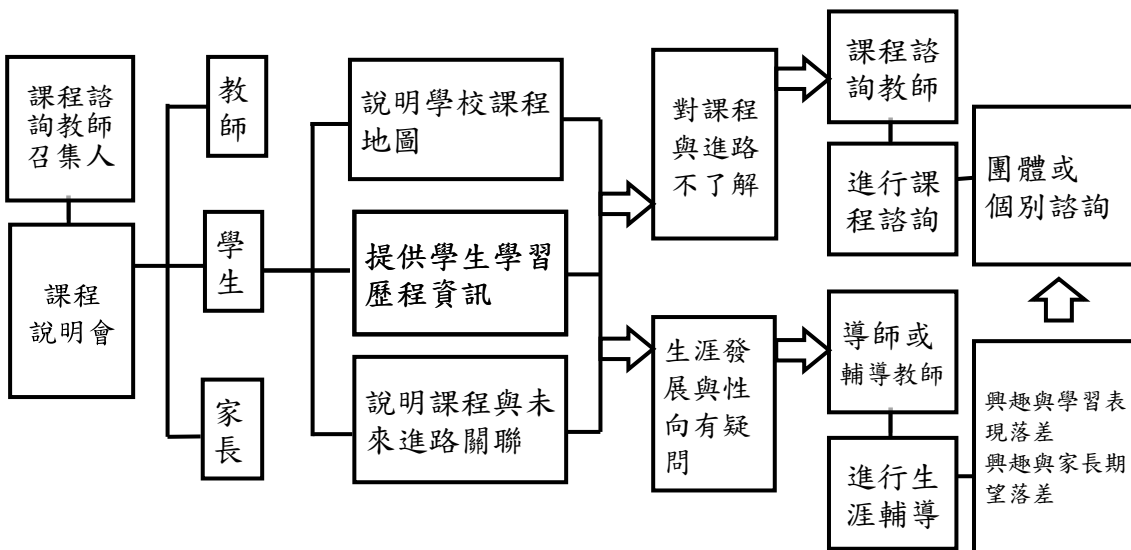 課程諮
詢教師
召集人
課程
說明會
教
師
學
生
家
長
說明學校課程
地圖
提供學生學習
歷程資訊
說明課程與未
來進路關聯
對課程
與進路
不了解
生涯發
展與性
向有疑
問
課程諮
詢教師
進行課
程諮詢
團體或
個別諮詢
導師或
輔導教師
進行生
涯輔導
興趣與學習表
現落差
興趣與家長期
望落差